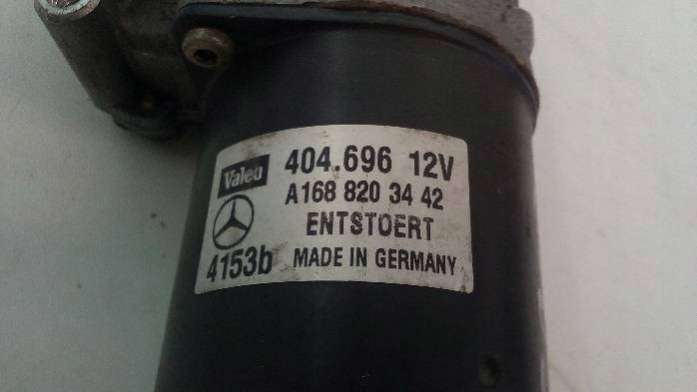 Valeo 404.696 12V
A168 820 34 42
ENTSTOERT
4153b MADE IN GERMANY